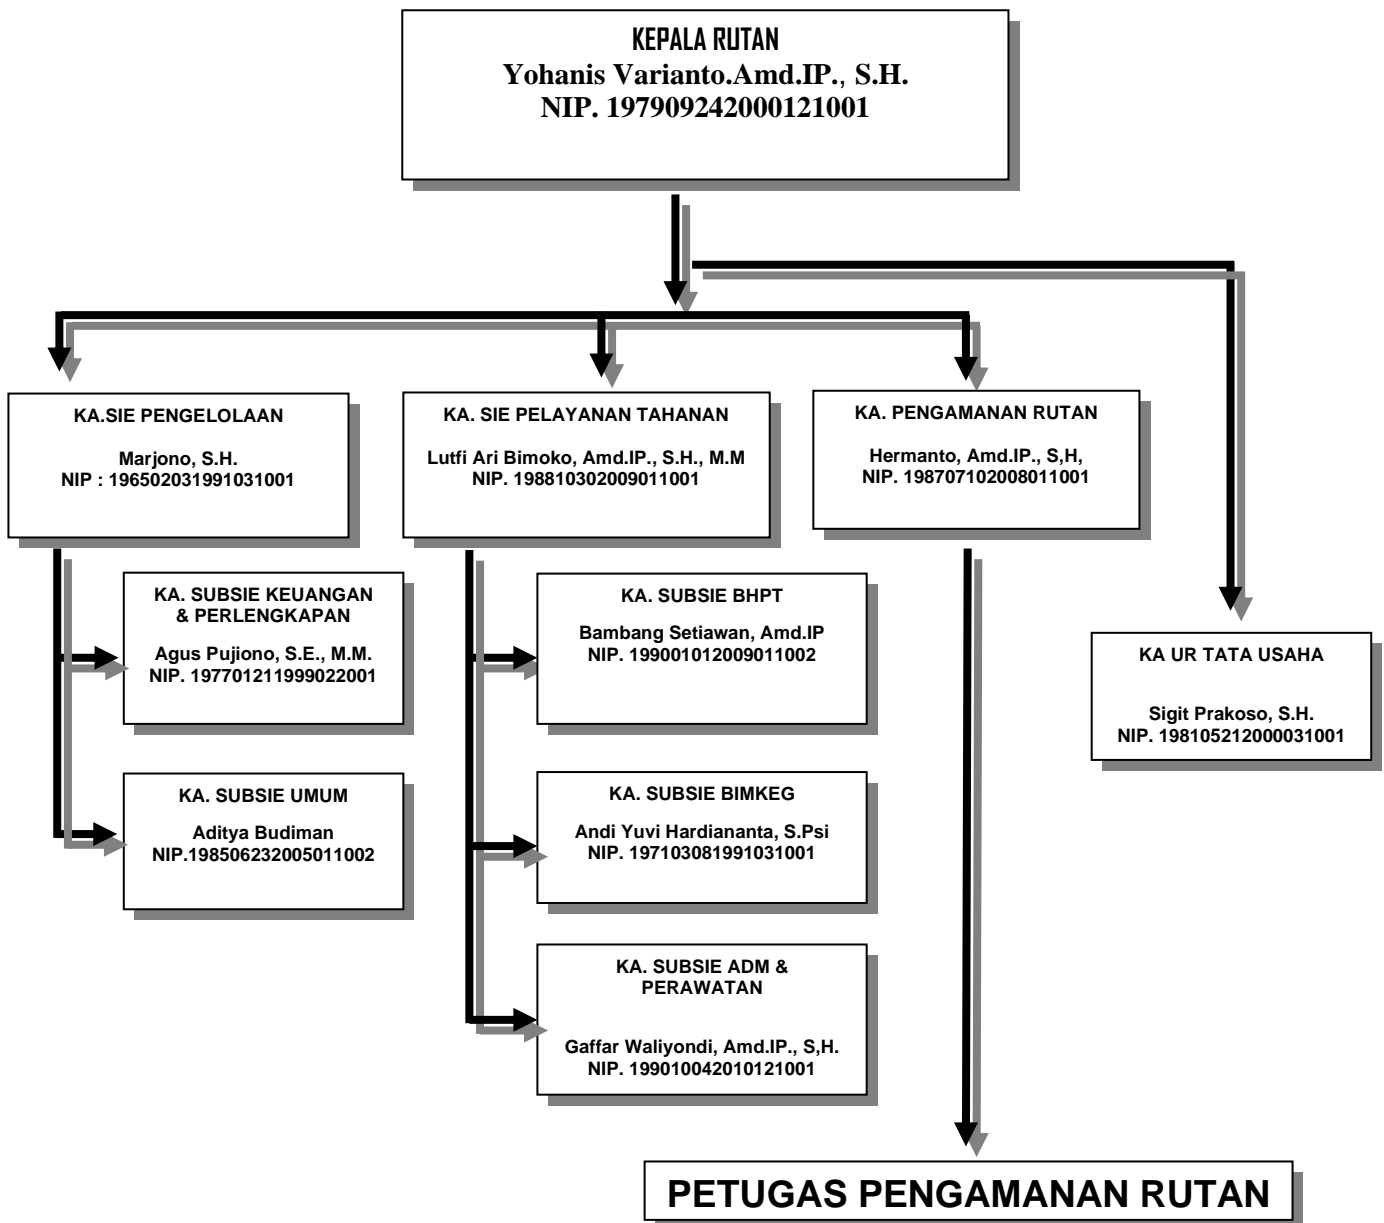 KEPALA RUTAN
Yohanis Varianto.Amd.IP., S.H.
NIP. 197909242000121001
KA.SIE PENGELOLAAN
Marjono, S.H.
NIP : 196502031991031001
KA. SIE PELAYANAN TAHANAN
Lutfi Ari Bimoko, Amd.IP., S.H., M.M
NIP. 198810302009011001
KA. PENGAMANAN RUTAN
Hermanto, Amd.IP., S,H,
NIP. 198707102008011001
KA. SUBSIE KEUANGAN
& PERLENGKAPAN
Agus Pujiono, S.E., M.M.
NIP. 197701211999022001
KA. SUBSIE UMUM
Aditya Budiman
NIP.198506232005011002
KA. SUBSIE BHPT
Bambang Setiawan, Amd.IP
NIP. 199001012009011002
KA. SUBSIE BIMKEG
Andi Yuvi Hardiananta, S.Psi
NIP. 197103081991031001
KA. SUBSIE ADM &
PERAWATAN
Gaffar Waliyondi, Amd.IP., S,H.
NIP. 199010042010121001
KA UR TATA USAHA
Sigit Prakoso, S.H.
NIP. 198105212000031001
PETUGAS PENGAMANAN RUTAN